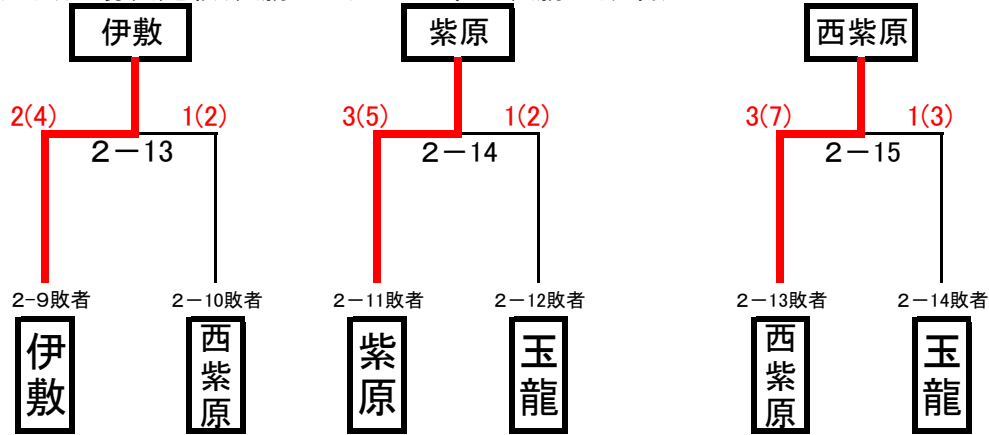 伊敷 紫原 西紫原
2(4) 1(2) 3(5) 1(2) 3(7) 1(3)
2－13 2－14 2－15
2-9敗者 2－10敗者 2－11敗者 2－12敗者 2－13敗者 2－14敗者
伊敷 西紫原 紫原 玉龍 西紫原 玉龍